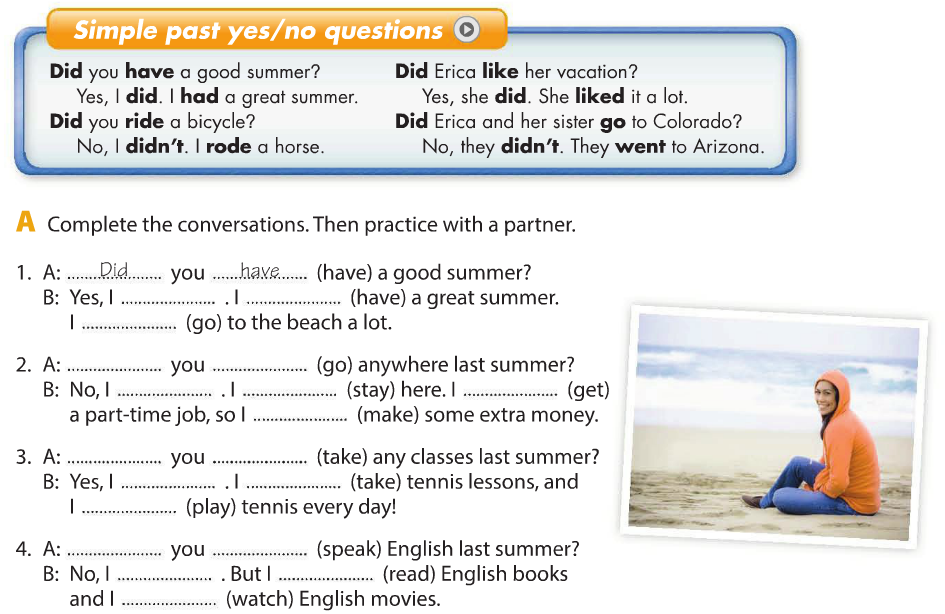 Simple past yes/no questions
Did you have a good summer?
Yes, I did. I had a great summer.
Did you ride a bicycle?
No, I didn't. I rode a horse.
Did Erica like her vacation?
Yes, she did. She liked it a lot.
Did Erica and her sister go to Colorado?
No, they didn't. They went to Arizona.
A Complete the conversations. Then practice with a partner.
1. A: ......Did...... you ......have...... (have) a good summer?
B: Yes, I ...................... . I ...................... (have) a great summer.
I ...................... (go) to the beach a lot.
2. A: ...................... you ...................... (go) anywhere last summer?
B: No, I ...................... . I ...................... (stay) here. I ...................... (get)
a part-time job, so I ...................... (make) some extra money.
3. A: ...................... you ...................... (take) any classes last summer?
B: Yes, I ...................... . I ...................... (take) tennis lessons, and
I ...................... (play) tennis every day!
4. A: ...................... you ...................... (speak) English last summer?
B: No, I ...................... . But I ...................... (read) English books
and I ...................... (watch) English movies.